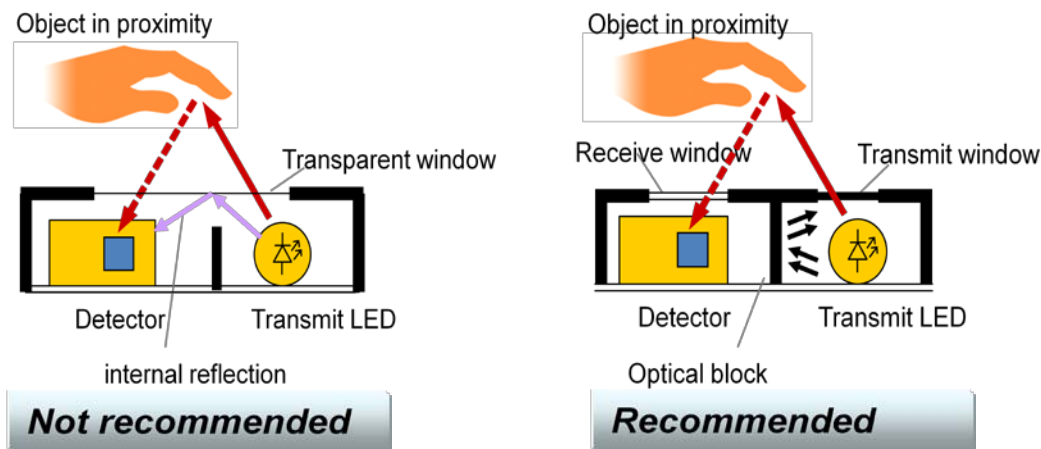 Object in proximity
Transparent window
Detector
Transmit LED
internal reflection
Not recommended
Object in proximity
Receive window
Transmit window
Detector
Transmit LED
Optical block
Recommended